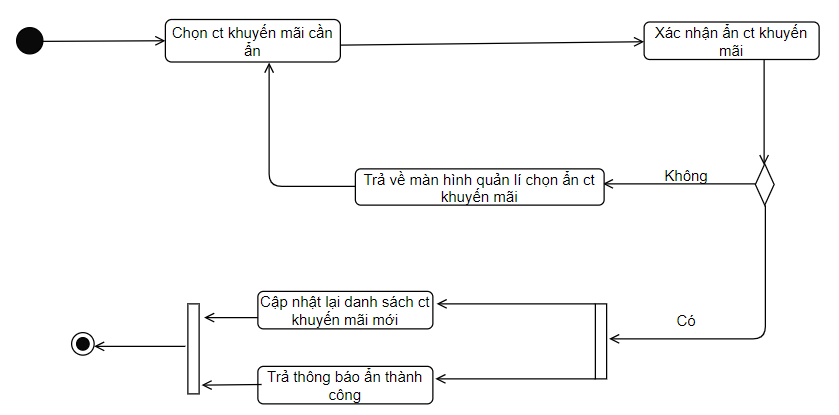 Chọn ct khuyến mãi cần
ẩn
Xác nhận ẩn ct khuyến
mãi
Không
Trả về màn hình quản lí chọn ẩn ct
khuyến mãi
Có
Cập nhật lại danh sách ct
khuyến mãi mới
Trả thông báo ẩn thành
công